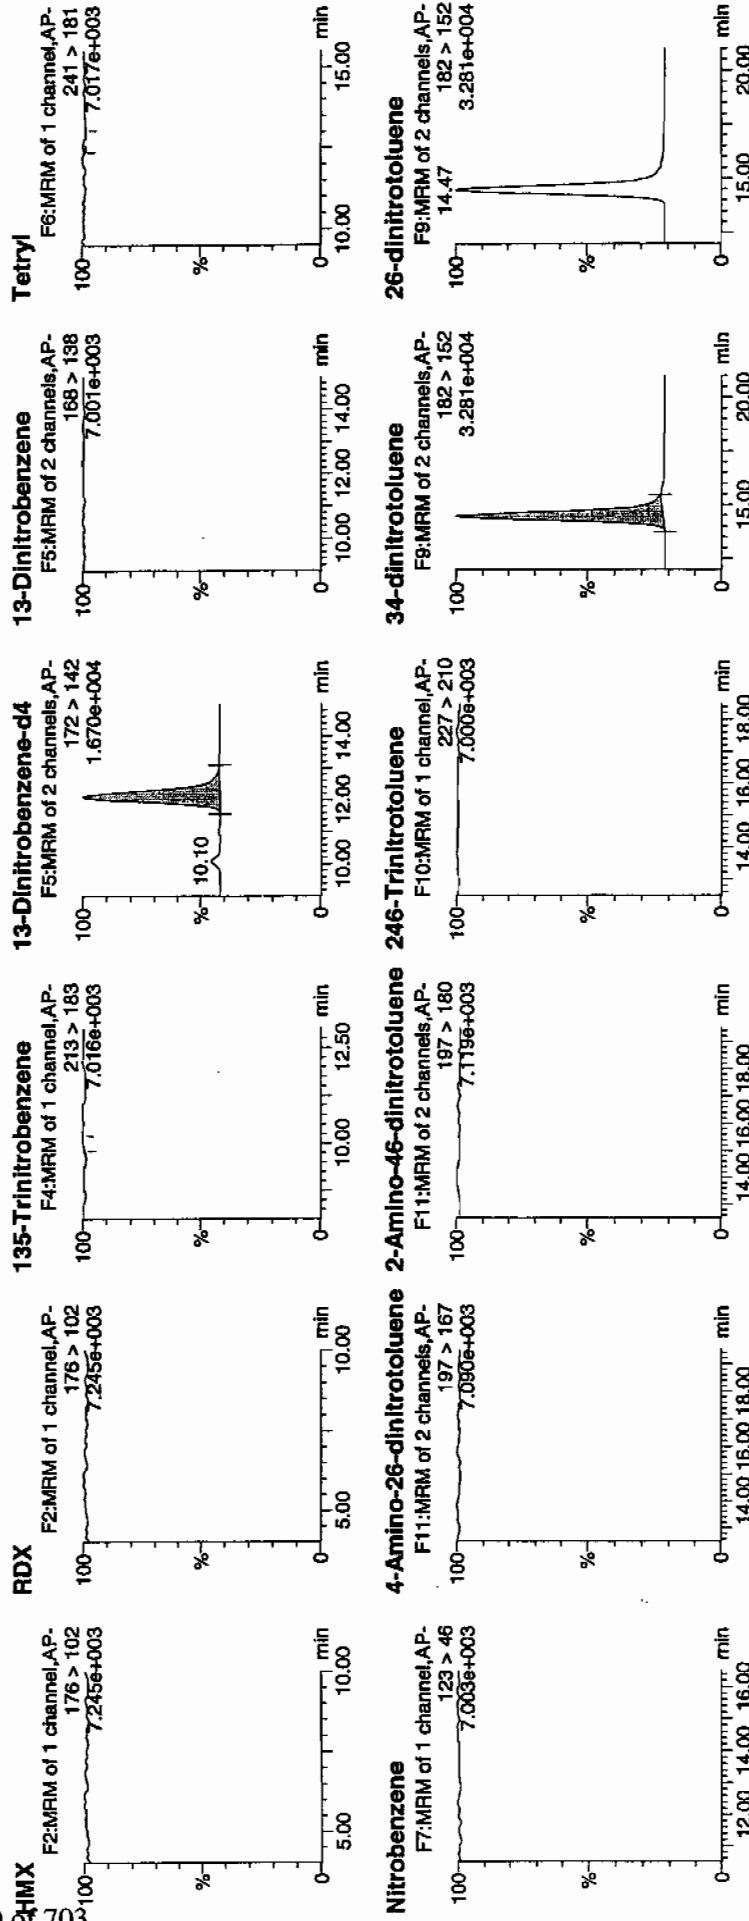 HMX
F2:MRM of 1 channel,AP-
176 > 102
7.245e+003
100
%
0
5.00 10.00
min
RDX
F2:MRM of 1 channel,AP-
176 > 102
7.245e+003
100
%
0
5.00 10.00
min
135-Trinitrobenzene
F4:MRM of 1 channel,AP-
213 > 183
7.016e+003
100
%
0
10.00 12.50
min
13-Dinitrobenzene-d4
F5:MRM of 2 channels,AP-
172 > 142
1.670e+004
100
10.10
%
0
10.00 12.00 14.00
min
13-Dinitrobenzene
F5:MRM of 2 channels,AP-
168 > 138
7.001e+003
100
%
0
10.00 12.00 14.00
min
Tetryl
F6:MRM of 1 channel,AP-
241 > 181
7.017e+003
100
%
0
10.00 15.00
min
Nitrobenzene
F7:MRM of 1 channel,AP-
123 > 46
7.003e+003
100
%
0
12.00 14.00 16.00
min
4-Amino-26-dinitrotoluene
F11:MRM of 2 channels,AP-
197 > 167
7.090e+003
100
%
0
14.00 16.00 18.00
min
2-Amino-46-dinitrotoluene
F11:MRM of 2 channels,AP-
197 > 180
7.119e+003
100
%
0
14.00 16.00 18.00
min
246-Trinitrotoluene
F10:MRM of 1 channel,AP-
227 > 210
7.000e+003
100
%
0
14.00 16.00 18.00
min
34-dinitrotoluene
F9:MRM of 2 channels,AP-
182 > 152
3.281e+004
100
%
0
15.00 20.00
min
26-dinitrotoluene
F9:MRM of 2 channels,AP-
182 > 152
3.281e+004
14.47
100
%
0
15.00 20.00
min
703